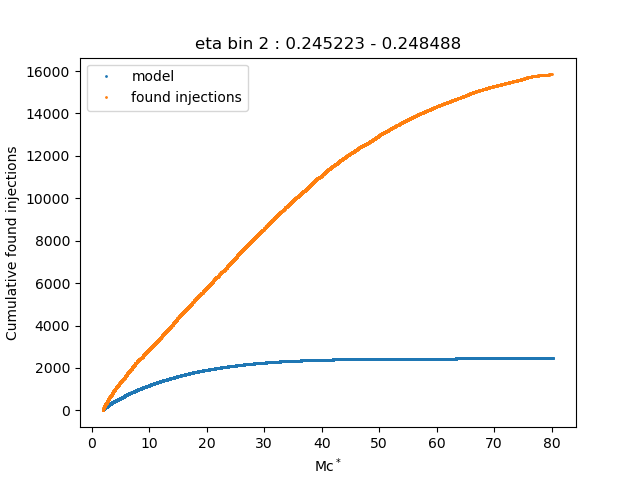 eta bin 2 : 0.245223 - 0.248488
model
found injections
Cumulative found injections
16000
14000
12000
10000
8000
6000
4000
2000
0
0 10 20 30 40 50 60 70 80
Mc*